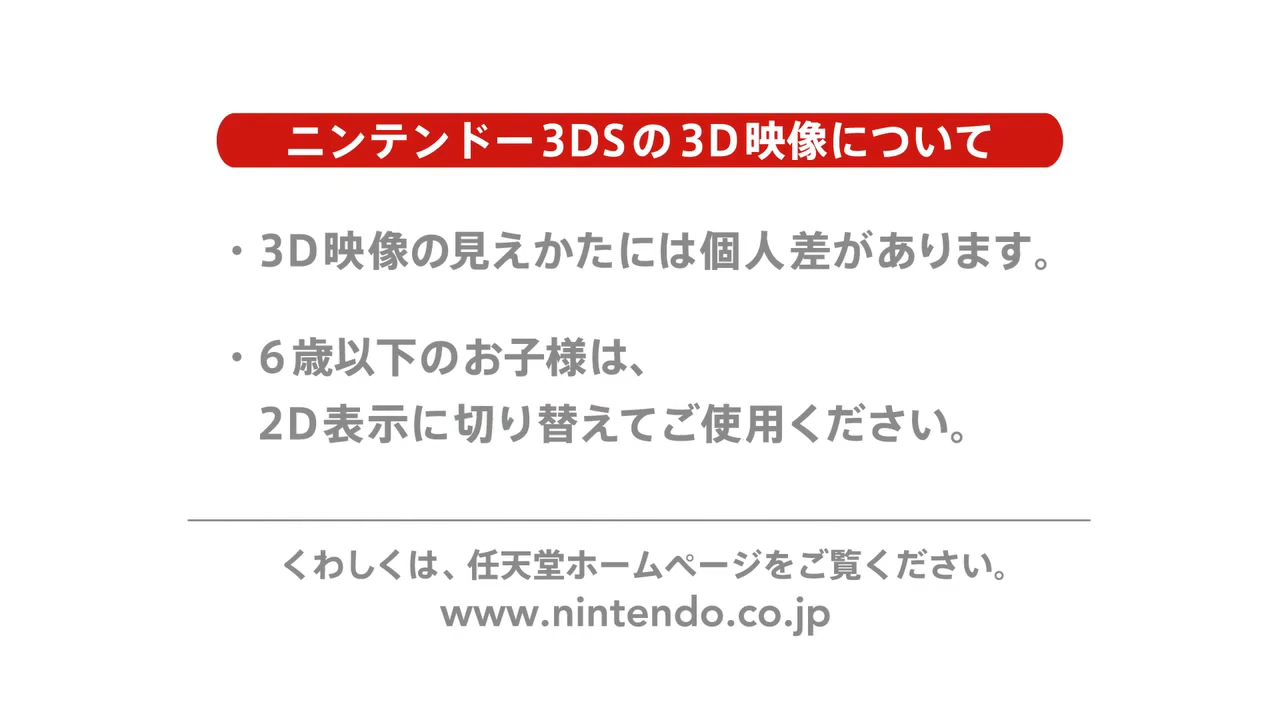 ニンテンドー3DSの3D映像について
・3D映像の見えかたには個人差があります。
・6歳以下のお子様は、
2D表示に切り替えてご使用ください。
くわしくは、任天堂ホームページをご覧ください。
www.nintendo.co.jp